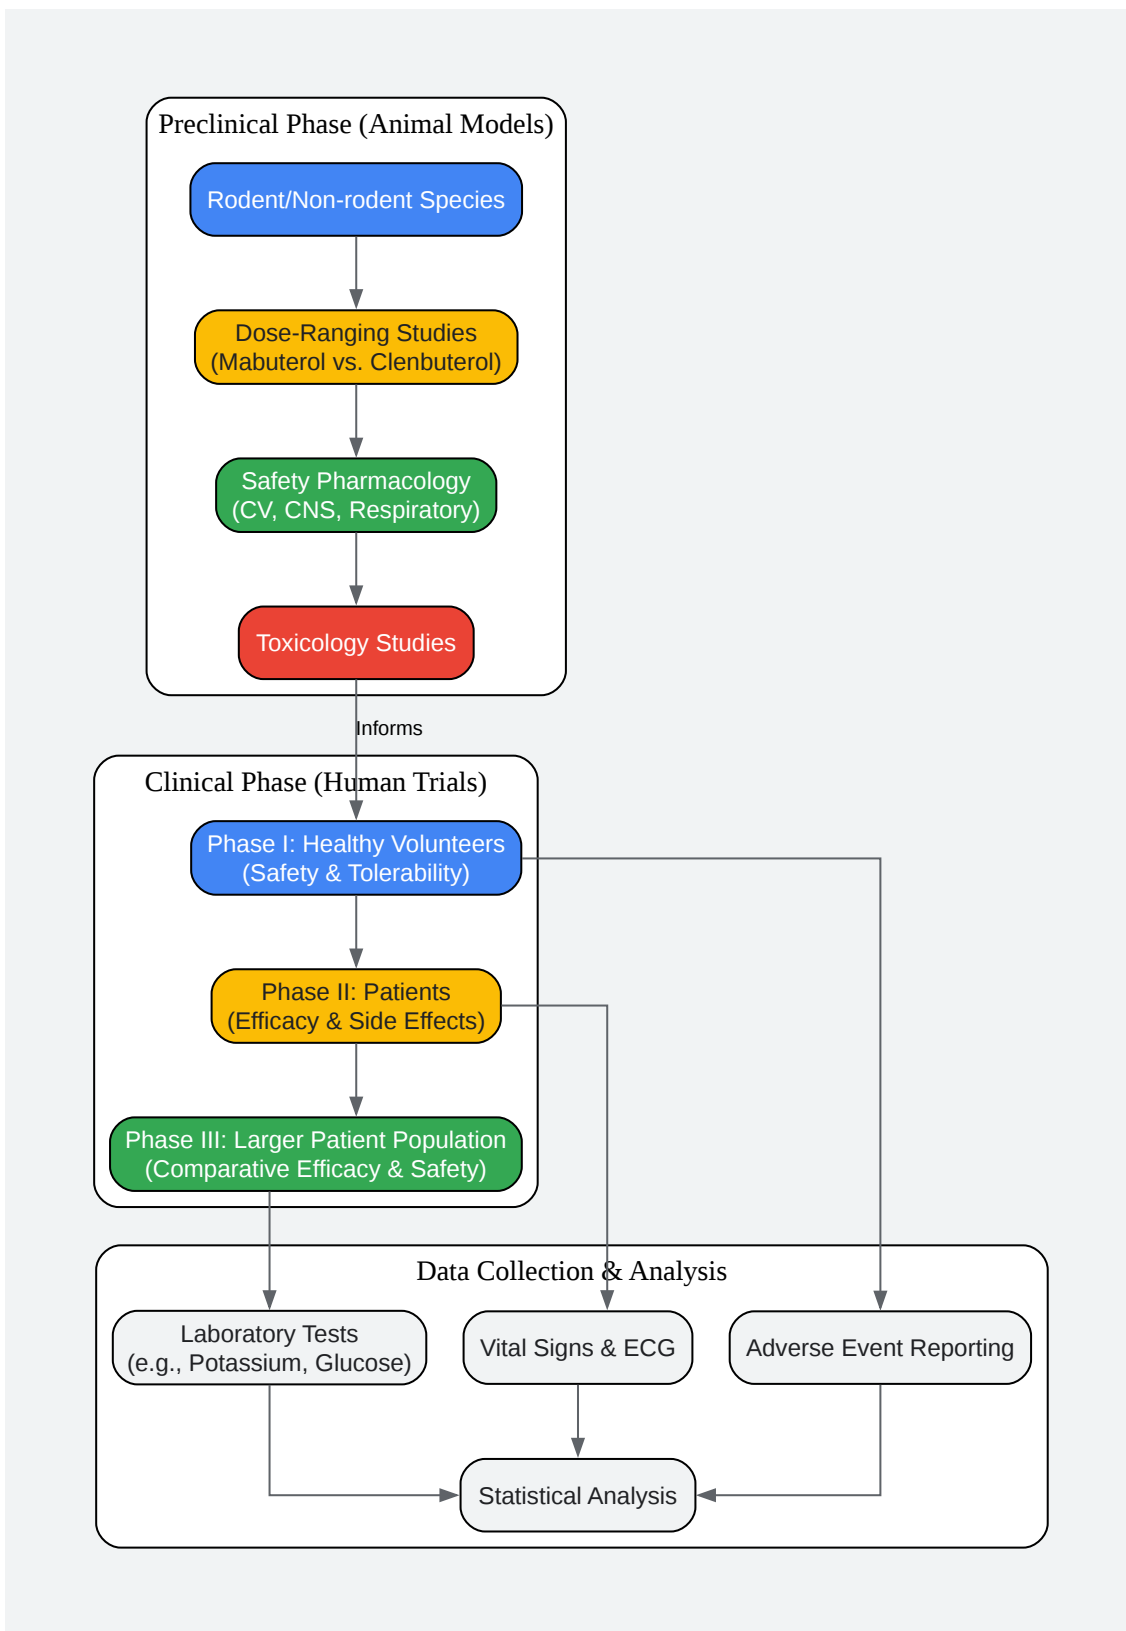 Preclinical Phase (Animal Models)
Rodent/Non-rodent Species
Dose-Ranging Studies
(Mabuterol vs. Clenbuterol)
Safety Pharmacology
(CV, CNS, Respiratory)
Toxicology Studies
Informs
Clinical Phase (Human Trials)
Phase I: Healthy Volunteers
(Safety & Tolerability)
Phase II: Patients
(Efficacy & Side Effects)
Phase III: Larger Patient Population
(Comparative Efficacy & Safety)
Data Collection & Analysis
Laboratory Tests
(e.g., Potassium, Glucose)
Vital Signs & ECG
Adverse Event Reporting
Statistical Analysis